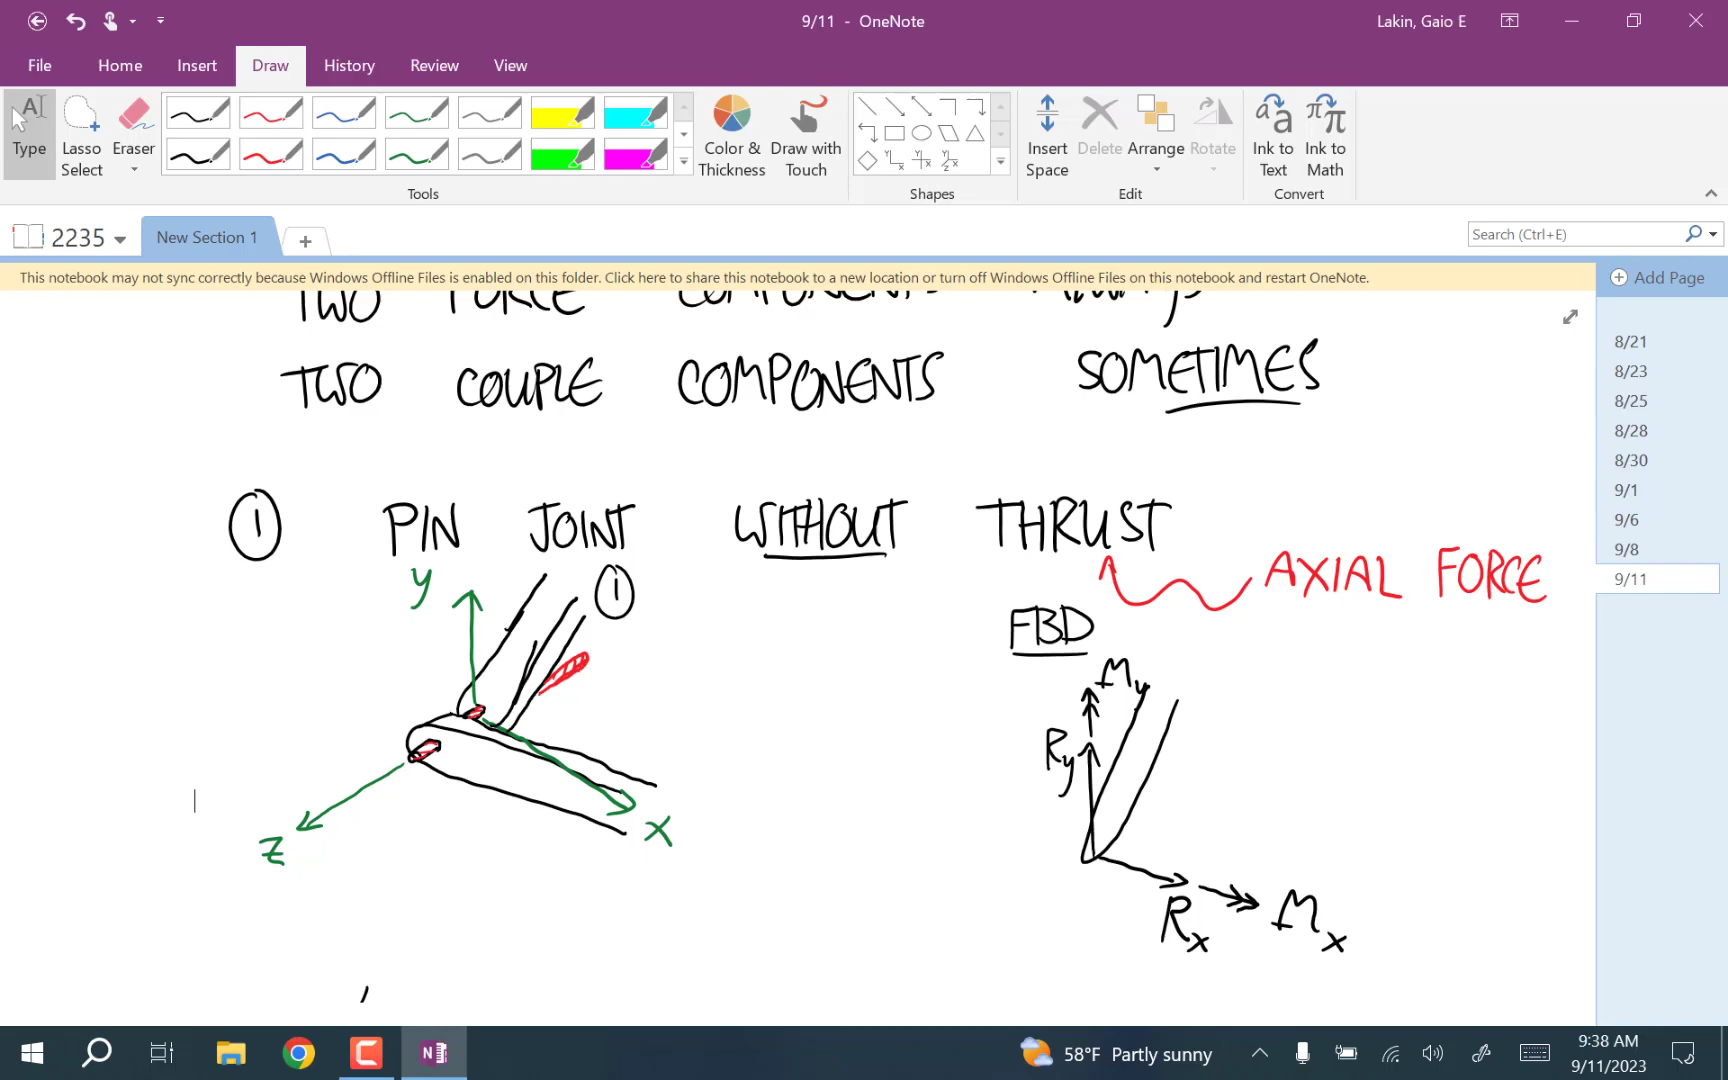 9/11 - OneNote
Lakin, Gaio E
File Home Insert Draw History Review View
Type
Lasso Select
Eraser
Color & Thickness
Draw with Touch
Insert Space
Delete
Arrange
Rotate
Ink to Text
Ink to Math
Tools
Shapes
Edit
Convert
2235
New Section 1
Search (Ctrl+E)
This notebook may not sync correctly because Windows Offline Files is enabled on this folder. Click here to share this notebook to a new location or turn off Windows Offline Files on this notebook and restart OneNote.
Add Page
8/21
8/23
8/25
8/28
8/30
9/1
9/6
9/8
9/11
TWO FORCE COMPONENTS
TWO COUPLE COMPONENTS SOMETIMES
① PIN JOINT WITHOUT THRUST
AXIAL FORCE
y
①
FBD
My
Ry
x
z
Rx
Mx
58°F Partly sunny
9:38 AM
9/11/2023